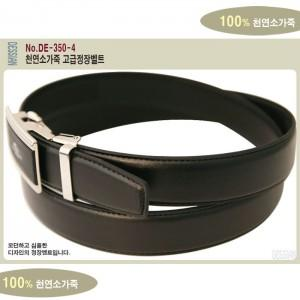 100% 천연소가죽
No.DE-350-4
천연소가죽 고급정장벨트
모던하고 심플한
디자인의 정장벨트입니다.
100% 천연소가죽